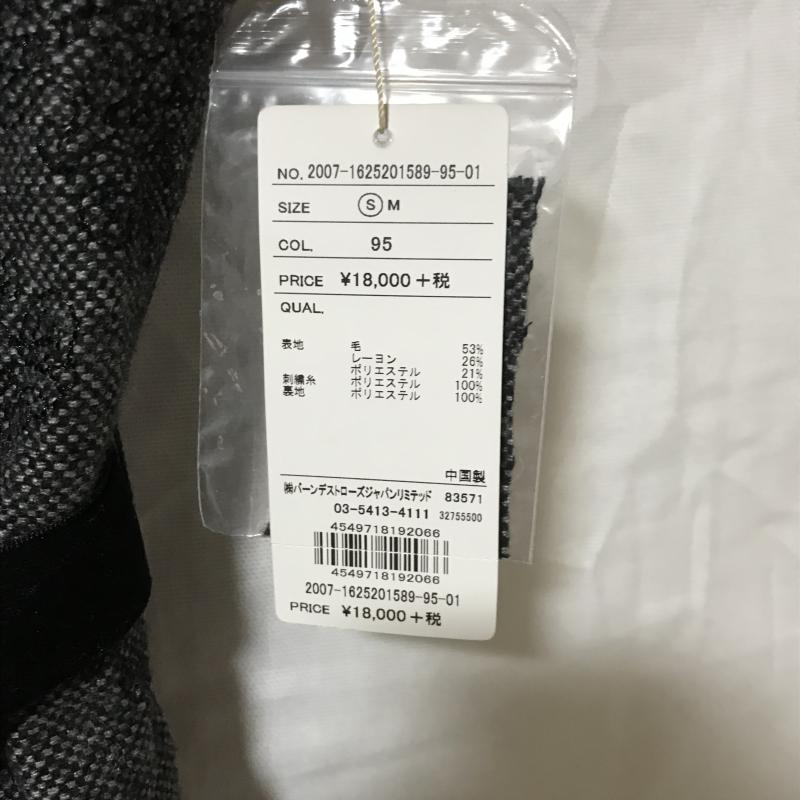 NO. 2007-1625201589-95-01
SIZE Ⓢ M
COL. 95
PRICE ¥18,000+税
QUAL.
表地 毛 53%
レーヨン 26%
ポリエステル 21%
刺繍糸 ポリエステル 100%
裏地 ポリエステル 100%
中国製
㈱バーンデストローズジャパンリミテッド 83571
03-5413-4111 32755500
4549718192066
4549718192066
2007-1625201589-95-01
PRICE ¥18,000+税